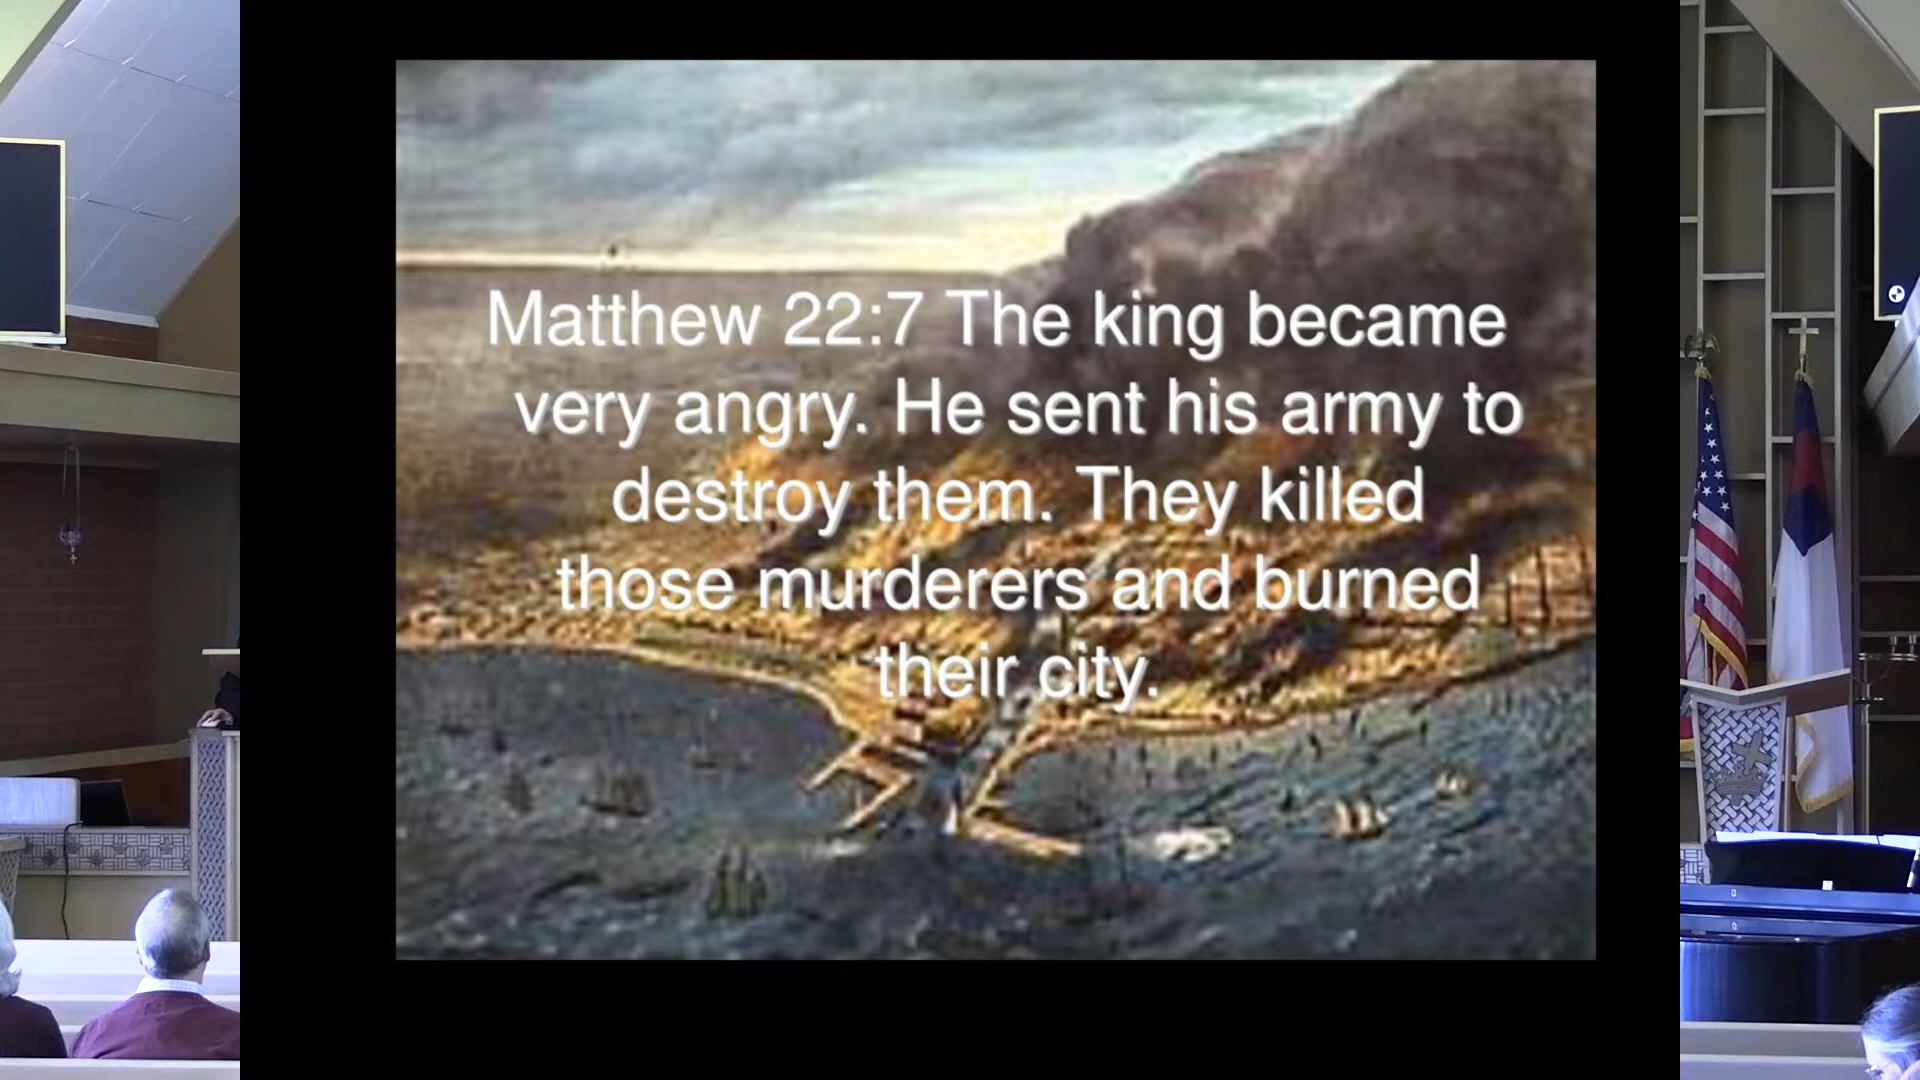 Matthew 22:7 The king became
very angry. He sent his army to
destroy them. They killed
those murderers and burned
their city.